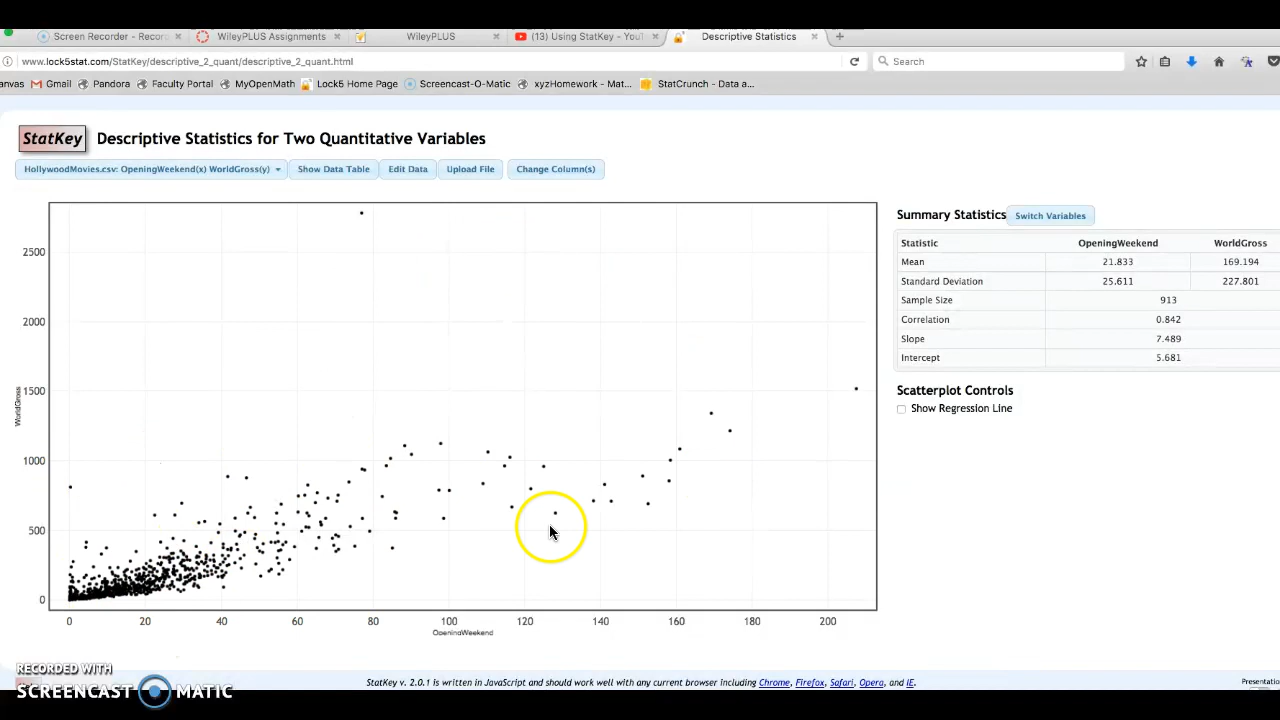 Screen Recorder - Recor
WileyPLUS Assignments
WileyPLUS
(13) Using StatKey - YouT
Descriptive Statistics
www.lock5stat.com/StatKey/descriptive_2_quant/descriptive_2_quant.html
Search
anvas
Gmail
Pandora
Faculty Portal
MyOpenMath
Lock5 Home Page
Screencast-O-Matic
xyzHomework - Mat...
StatCrunch - Data a...
StatKey Descriptive Statistics for Two Quantitative Variables
HollywoodMovies.csv: OpeningWeekend(x) WorldGross(y)
Show Data Table
Edit Data
Upload File
Change Column(s)
2500
2000
1500
1000
500
0
WorldGross
0 20 40 60 80 100 120 140 160 180 200
OpeningWeekend
Summary Statistics
Switch Variables
Statistic OpeningWeekend WorldGross
Mean 21.833 169.194
Standard Deviation 25.611 227.801
Sample Size 913
Correlation 0.842
Slope 7.489
Intercept 5.681
Scatterplot Controls
Show Regression Line
RECORDED WITH
SCREENCAST MATIC
StatKey v. 2.0.1 is written in JavaScript and should work well with any current browser including Chrome, Firefox, Safari, Opera, and IE.
Presentatio